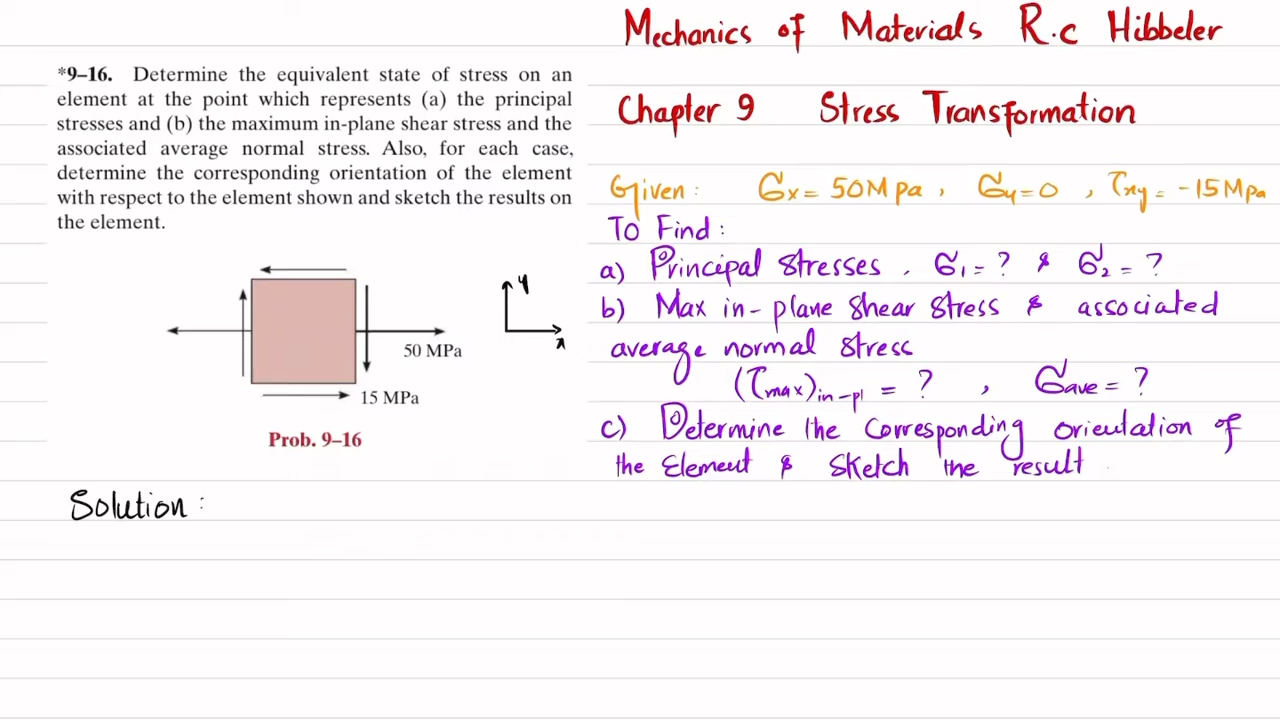 Mechanics of Materials R.c Hibbeler
*9–16. Determine the equivalent state of stress on an
element at the point which represents (a) the principal
stresses and (b) the maximum in-plane shear stress and the
associated average normal stress. Also, for each case,
determine the corresponding orientation of the element
with respect to the element shown and sketch the results on
the element.
y
x
50 MPa
15 MPa
Prob. 9–16
Chapter 9 Stress Transformation
Given : σx = 50 Mpa , σy = 0 , τxy = -15 Mpa
To Find :
a) Principal stresses , σ1 = ? & σ2 = ?
b) Max in-plane shear stress & associated
average normal stress
(τmax)in-pl = ? , σave = ?
c) Determine the corresponding orientation of
the Element & sketch the result
Solution :